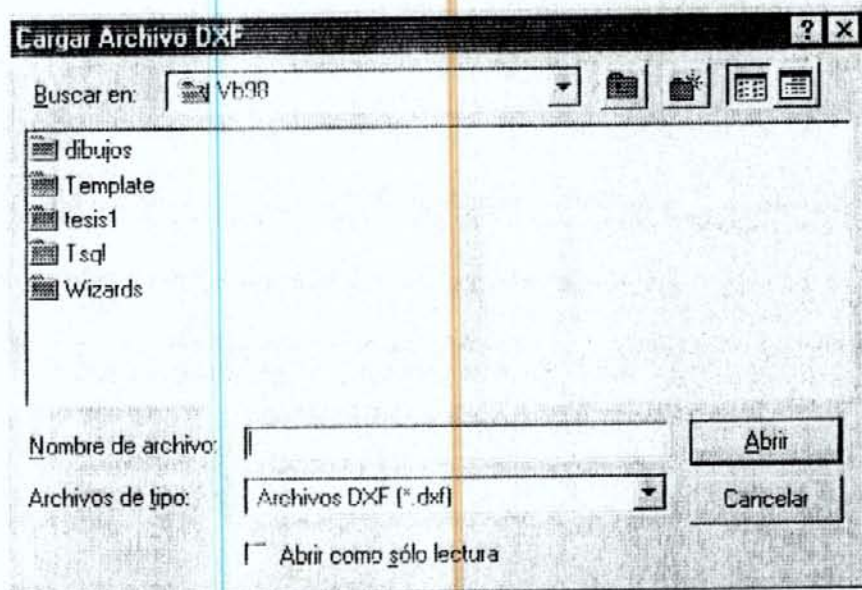 Cargar Archivo DXF
Buscar en: Vb98
dibujos
Template
tesis1
Tsql
Wizards
Nombre de archivo: Abrir
Archivos de tipo: Archivos DXF (*.dxf) Cancelar
Abrir como sólo lectura